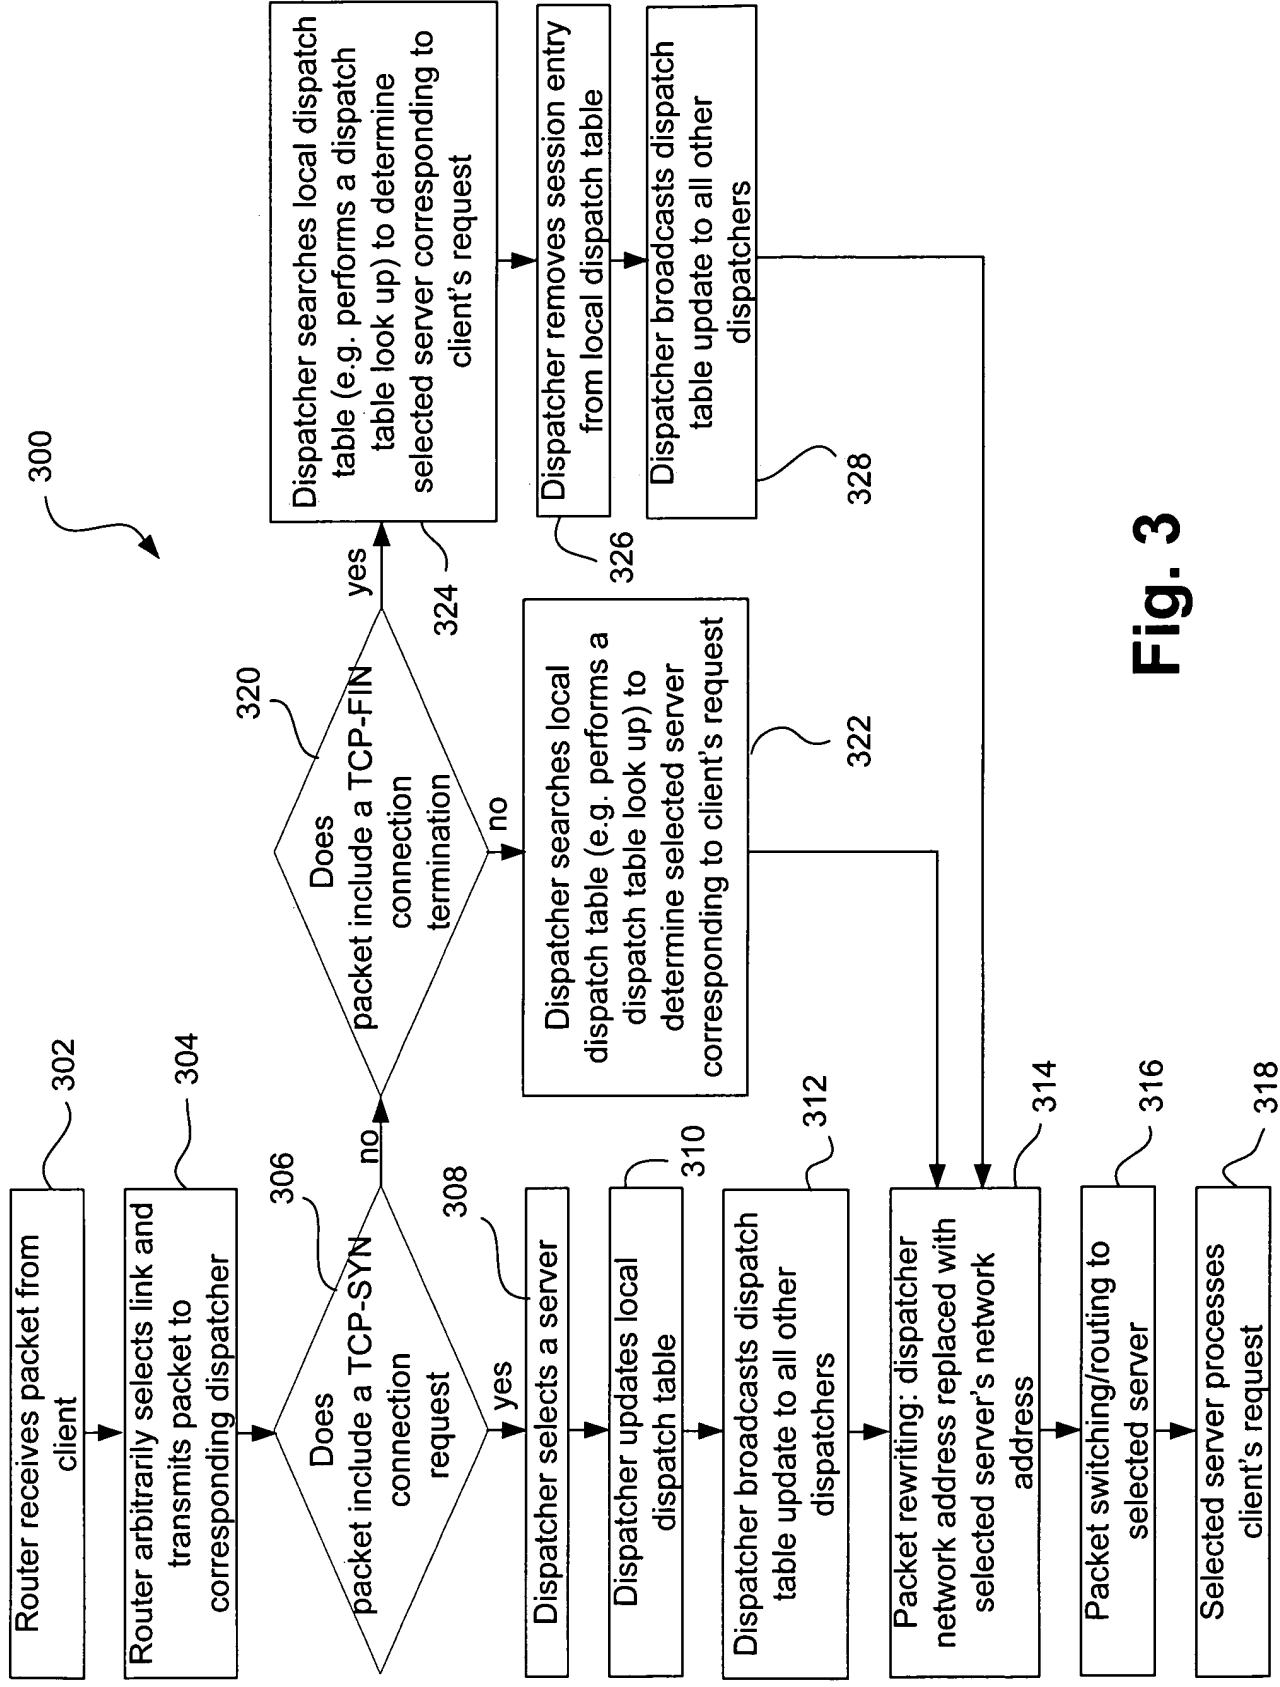 300
Router receives packet from
client
302
Router arbitrarily selects link and
transmits packet to
corresponding dispatcher
304
Does
packet include a TCP-SYN
connection
request
306
no
yes
Dispatcher selects a server
308
Dispatcher updates local
dispatch table
310
Dispatcher broadcasts dispatch
table update to all other
dispatchers
312
Packet rewriting: dispatcher
network address replaced with
selected server's network
address
314
Packet switching/routing to
selected server
316
Selected server processes
client's request
318
Does
packet include a TCP-FIN
connection
termination
320
yes
no
Dispatcher searches local
dispatch table (e.g. performs a
dispatch table look up) to
determine selected server
corresponding to client's request
322
Dispatcher searches local dispatch
table (e.g. performs a dispatch
table look up) to determine
selected server corresponding to
client's request
324
Dispatcher removes session entry
from local dispatch table
326
Dispatcher broadcasts dispatch
table update to all other
dispatchers
328
Fig. 3